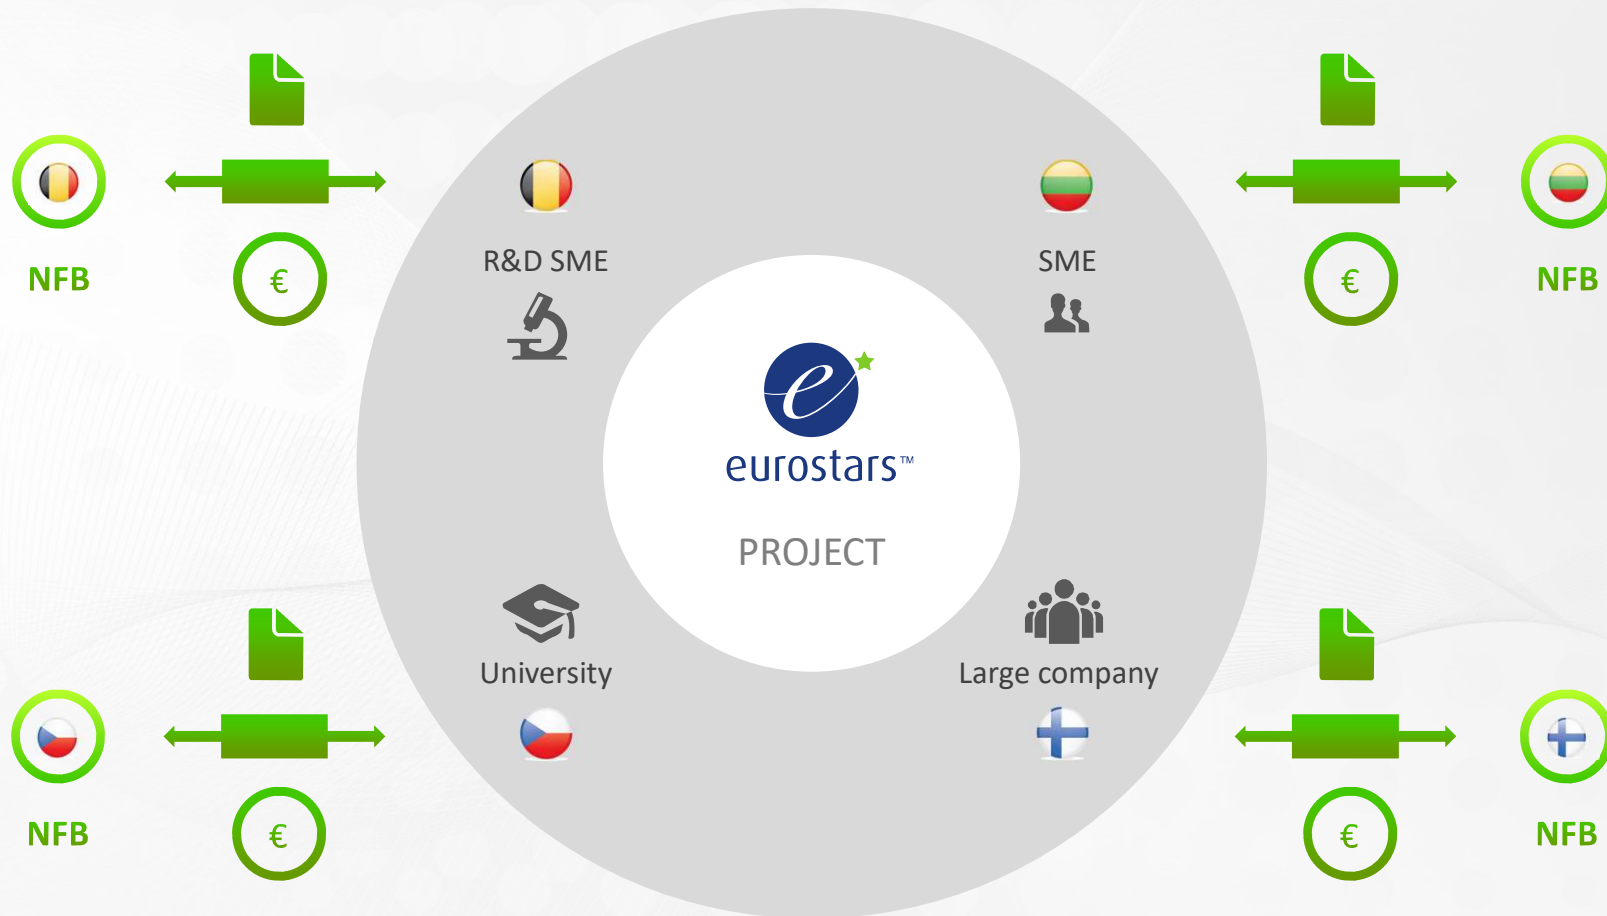 R&D SME
SME
NFB
€
€
NFB
eurostars™
PROJECT
University
Large company
NFB
€
€
NFB